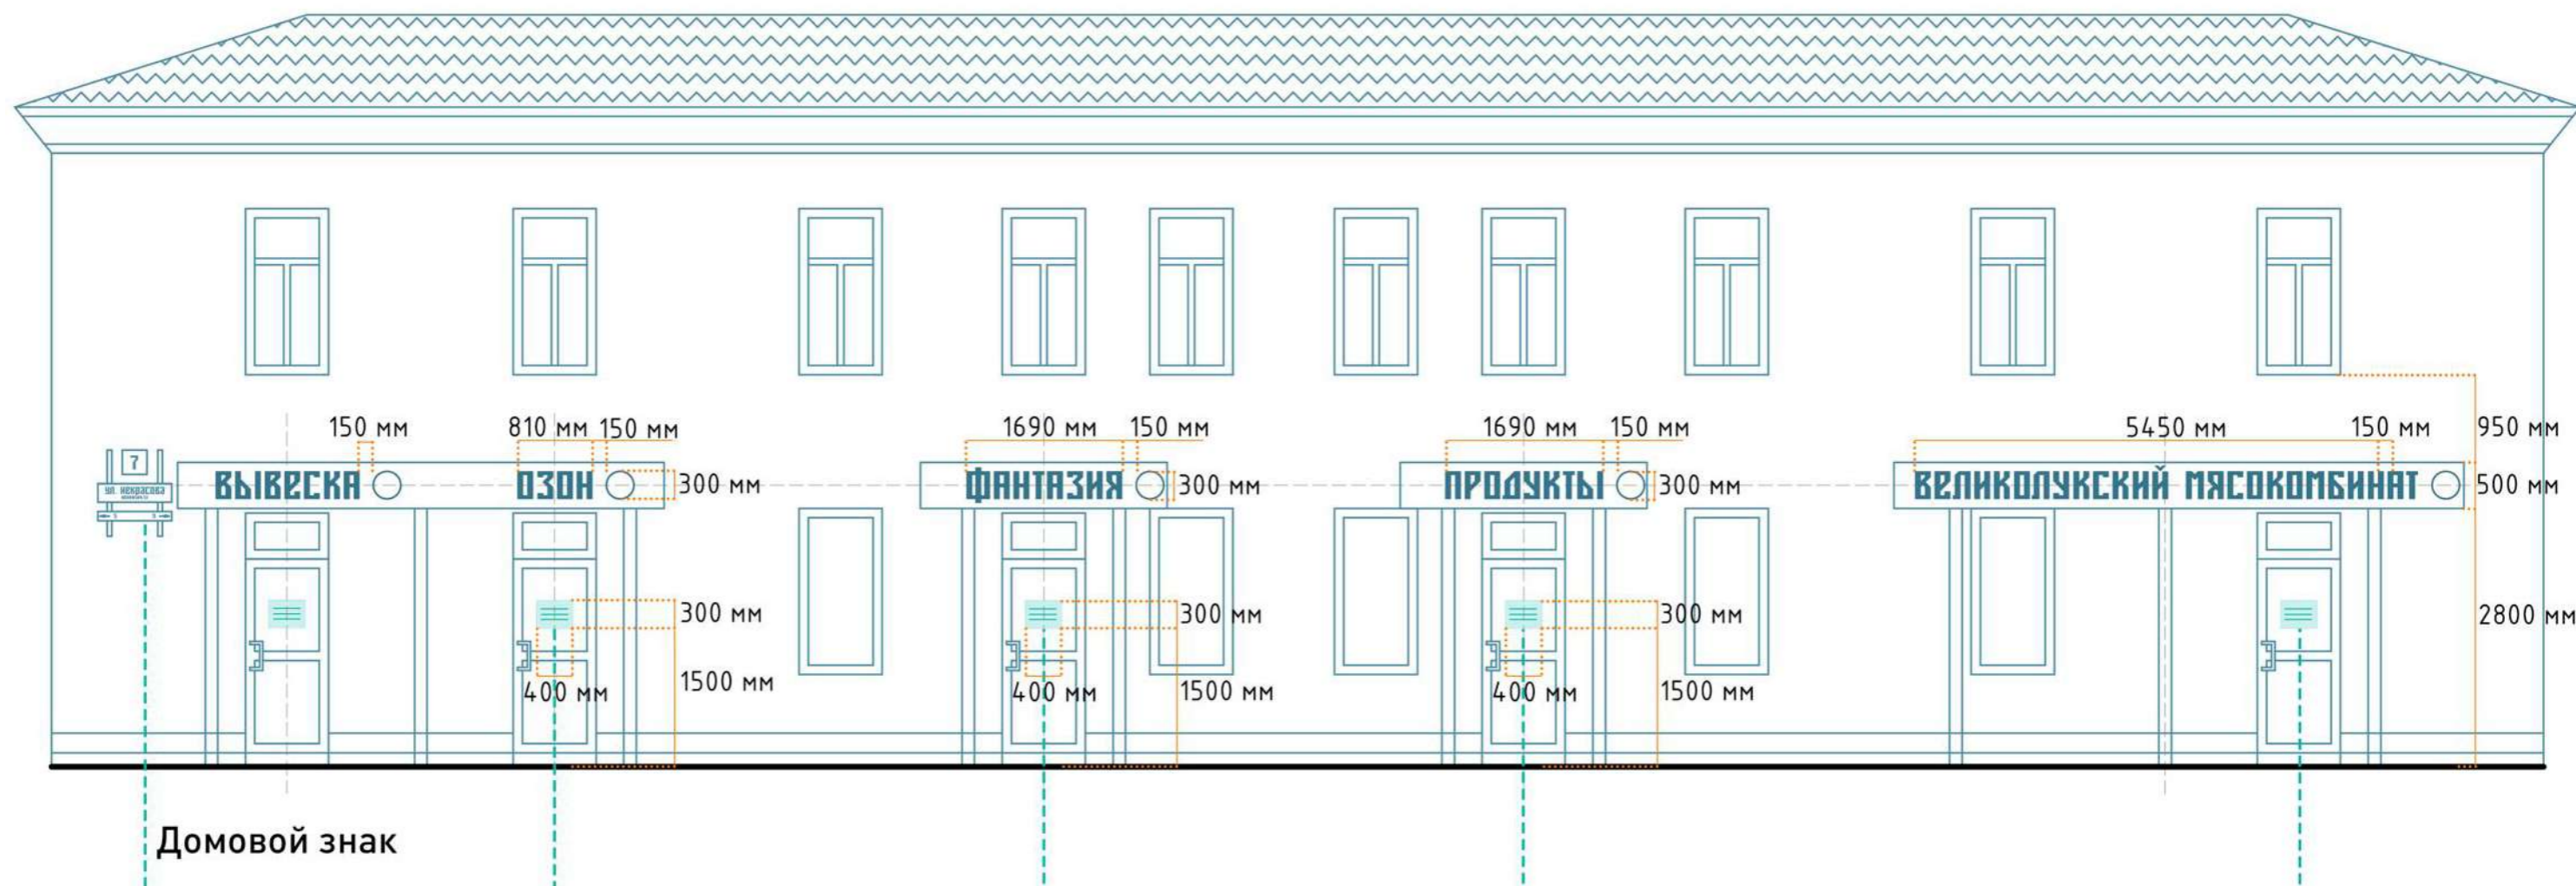 150 мм
810 мм
150 мм
1690 мм
150 мм
1690 мм
150 мм
5450 мм
150 мм
950 мм
7
ул. Некрасова
ВЫВЕСКА
ОЗОН
300 мм
ФАНТАЗИЯ
300 мм
ПРОДУКТЫ
300 мм
ВЕЛИКОЛУКСКИЙ МЯСОКОМБИНАТ
500 мм
300 мм
300 мм
300 мм
2800 мм
400 мм
1500 мм
400 мм
1500 мм
400 мм
1500 мм
Домовой знак